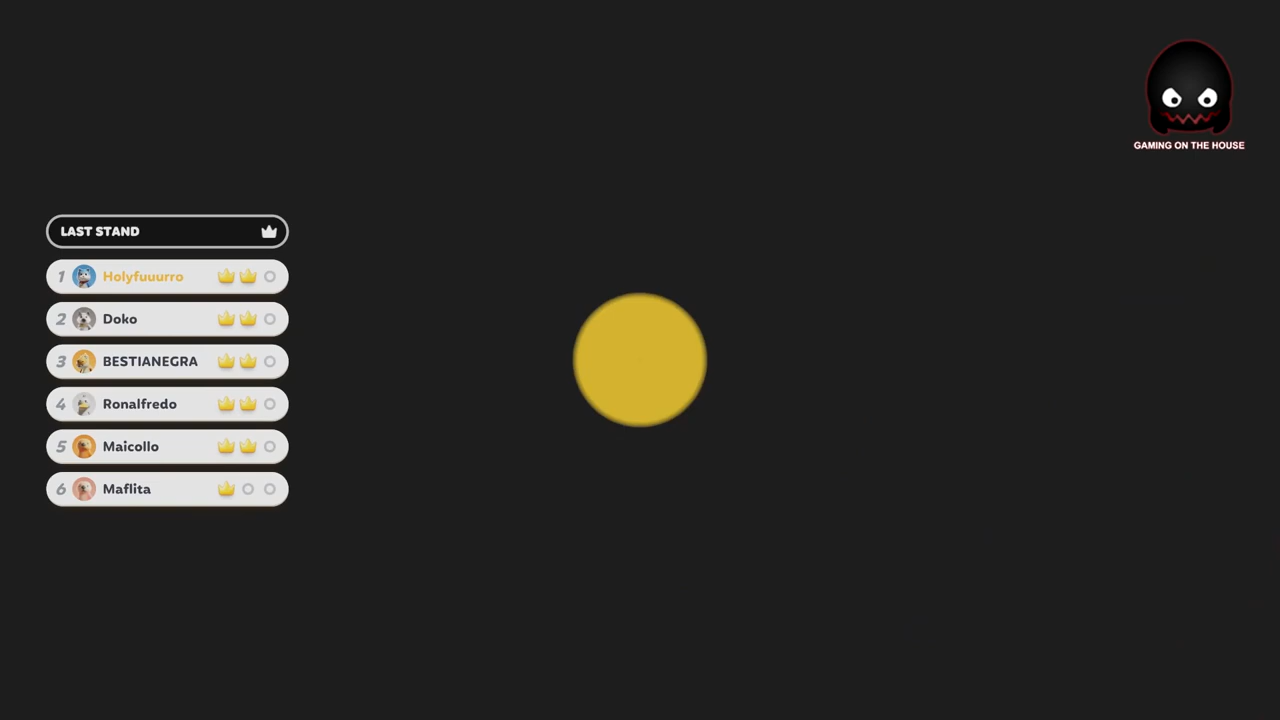 GAMING ON THE HOUSE
LAST STAND
1 Holyfuuurro
2 Doko
3 BESTIANEGRA
4 Ronalfredo
5 Maicollo
6 Maflita